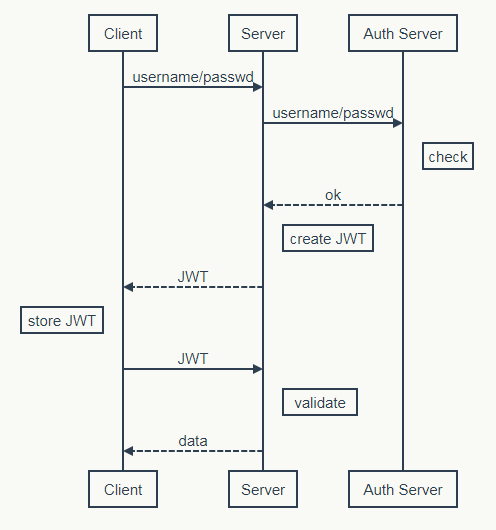 Client
Server
Auth Server
username/passwd
username/passwd
check
ok
create JWT
JWT
store JWT
JWT
validate
data
Client
Server
Auth Server